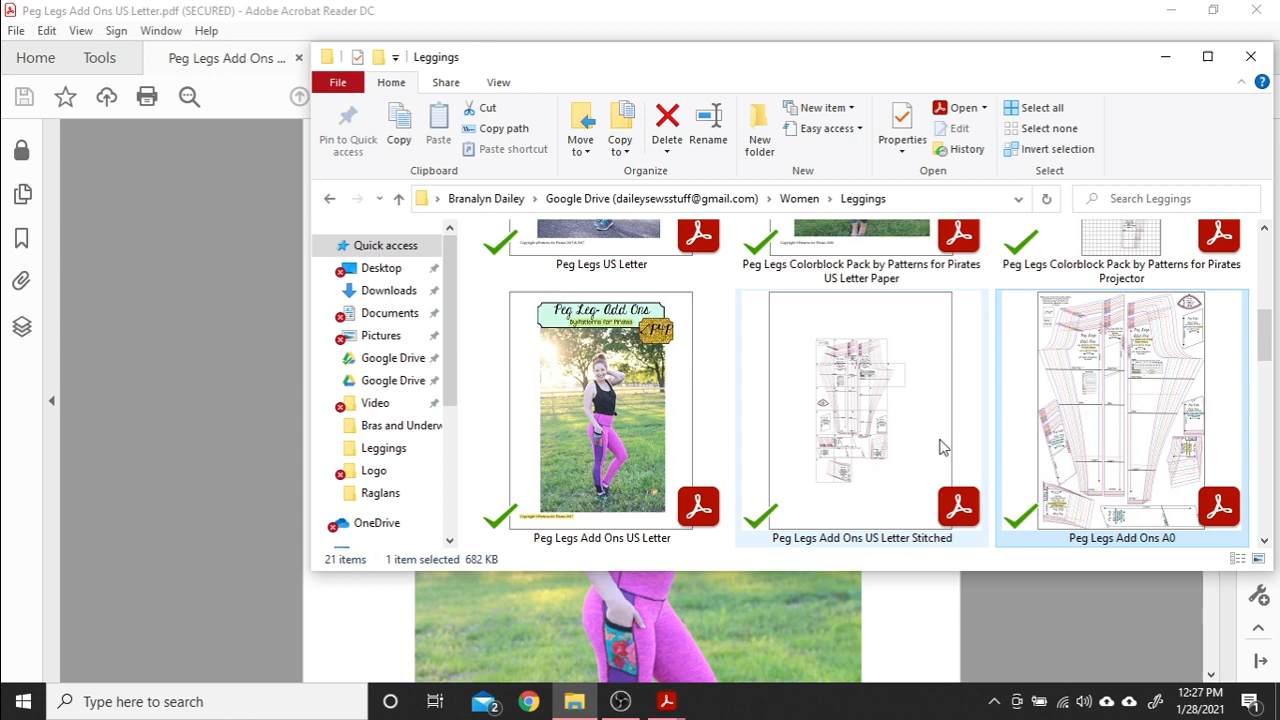 Peg Legs Add Ons US Letter.pdf (SECURED) - Adobe Acrobat Reader DC
File Edit View Sign Window Help
Home Tools Peg Legs Add Ons ... ×
Leggings
File Home Share View
Pin to Quick access
Copy
Paste
Cut
Copy path
Paste shortcut
Clipboard
Move to
Copy to
Delete
Rename
Organize
New folder
New item
Easy access
New
Properties
Open
Edit
History
Open
Select all
Select none
Invert selection
Select
Branalyn Dailey > Google Drive (daileysewsstuff@gmail.com) > Women > Leggings
Search Leggings
Quick access
Desktop
Downloads
Documents
Pictures
Google Drive
Google Drive
Video
Bras and Underw
Leggings
Logo
Raglans
OneDrive
Peg Legs US Letter
Peg Legs Colorblock Pack by Patterns for Pirates
US Letter Paper
Peg Legs Colorblock Pack by Patterns for Pirates
Projector
Peg Leg- Add Ons
by Patterns for Pirates
P4P
Peg Legs Add Ons US Letter
Peg Legs Add Ons US Letter Stitched
Peg Legs Add Ons A0
21 items 1 item selected 682 KB
Type here to search
2
12:27 PM
1/28/2021
1